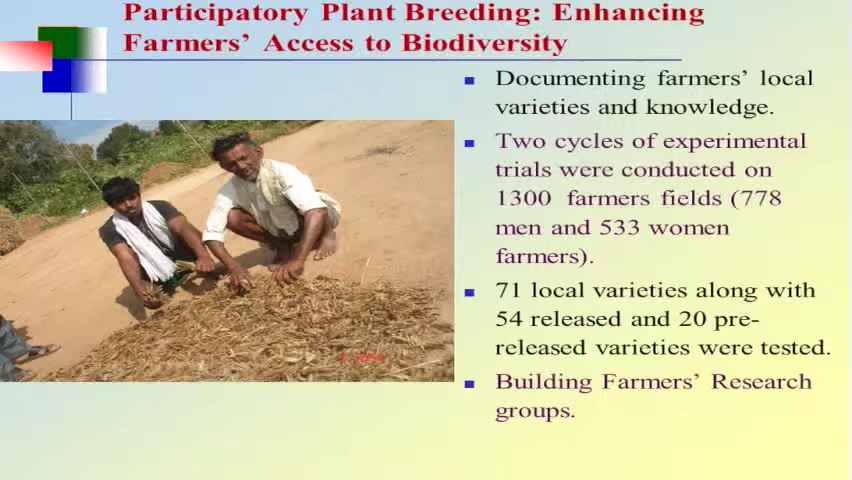 Participatory Plant Breeding: Enhancing
Farmers' Access to Biodiversity
Documenting farmers' local
varieties and knowledge.
Two cycles of experimental
trials were conducted on
1300 farmers fields (778
men and 533 women
farmers).
71 local varieties along with
54 released and 20 pre-
released varieties were tested.
Building Farmers' Research
groups.